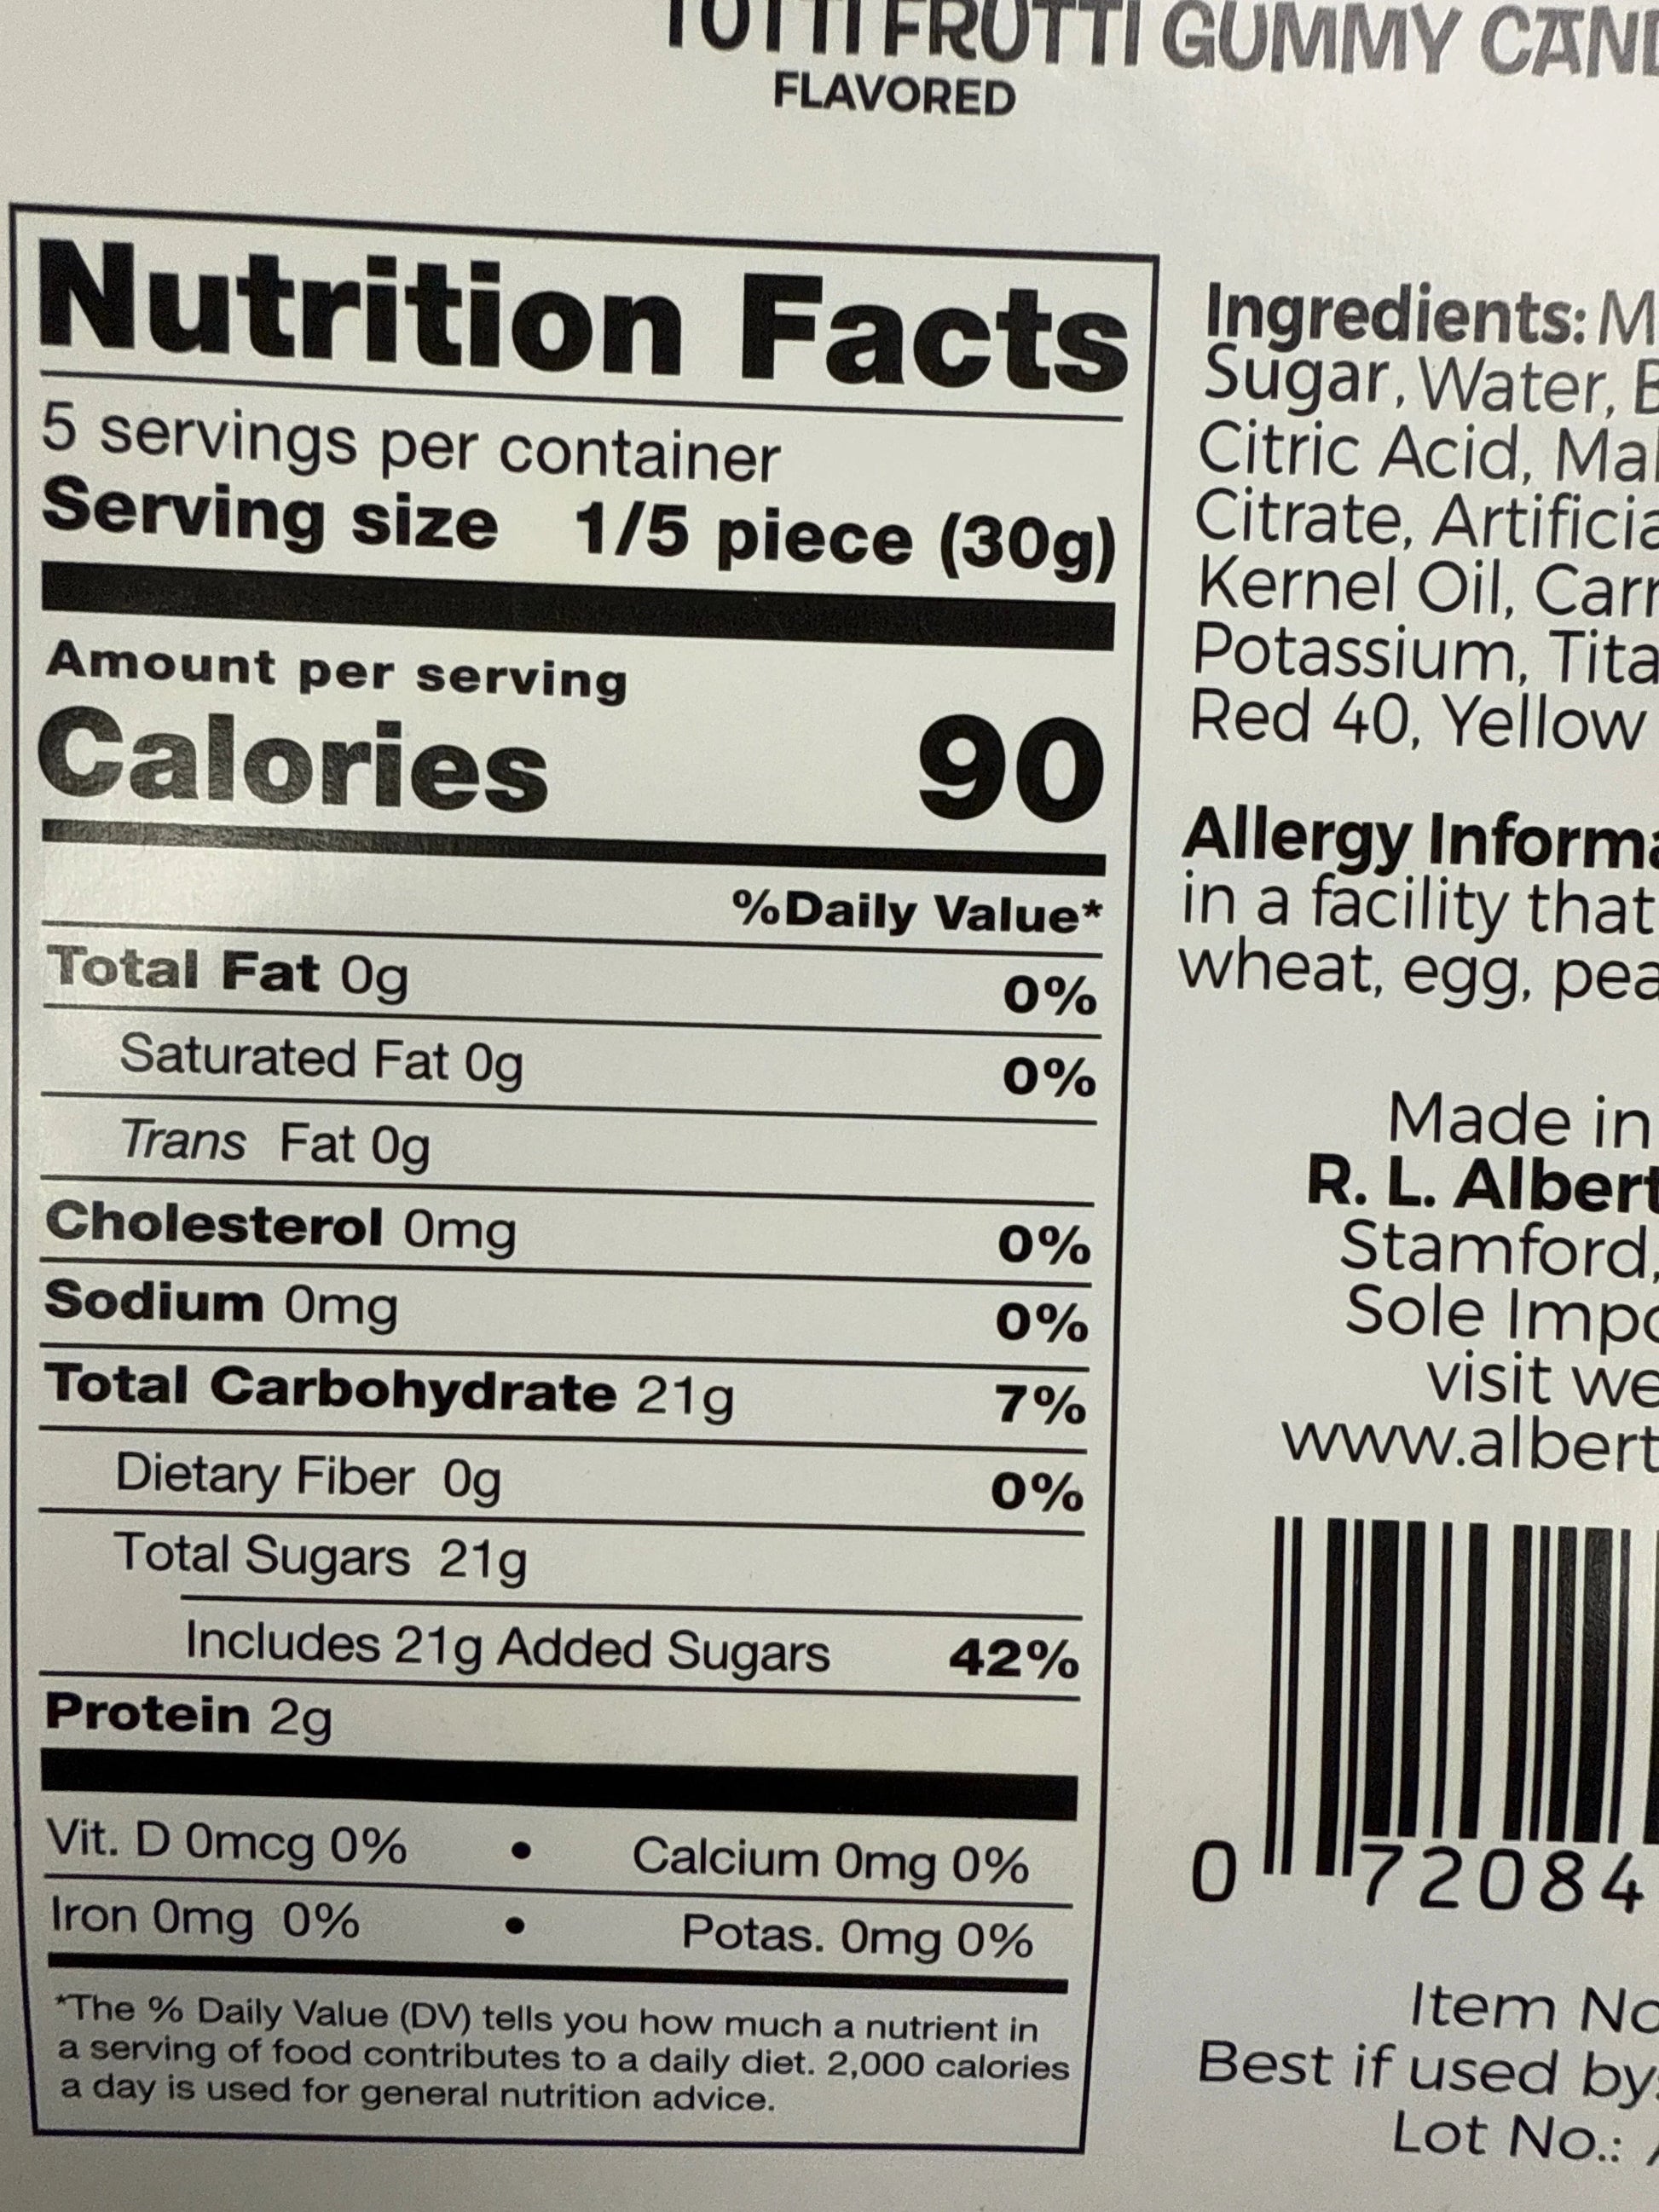 TUTTI FRUTTI GUMMY
FLAVORED
Nutrition Facts
5 servings per container
Serving size 1/5 piece (30g)
Amount per serving
Calories 90
%Daily Value*
Total Fat 0g 0%
Saturated Fat 0g 0%
Trans Fat 0g
Cholesterol 0mg 0%
Sodium 0mg 0%
Total Carbohydrate 21g 7%
Dietary Fiber 0g 0%
Total Sugars 21g
Includes 21g Added Sugars 42%
Protein 2g
Vit. D 0mcg 0% • Calcium 0mg 0%
Iron 0mg 0% • Potas. 0mg 0%
*The % Daily Value (DV) tells you how much a nutrient in
a serving of food contributes to a daily diet. 2,000 calories
a day is used for general nutrition advice.
Ingredients:
Sugar, Water,
Citric Acid,
Citrate,
Kernel Oil,
Potassium,
Red 40, Yellow
Allergy
in a facility that
wheat, egg,
Made in
R. L. Albert
Stamford,
Sole
visit
0 72084
Item
Best if used by:
Lot No.: